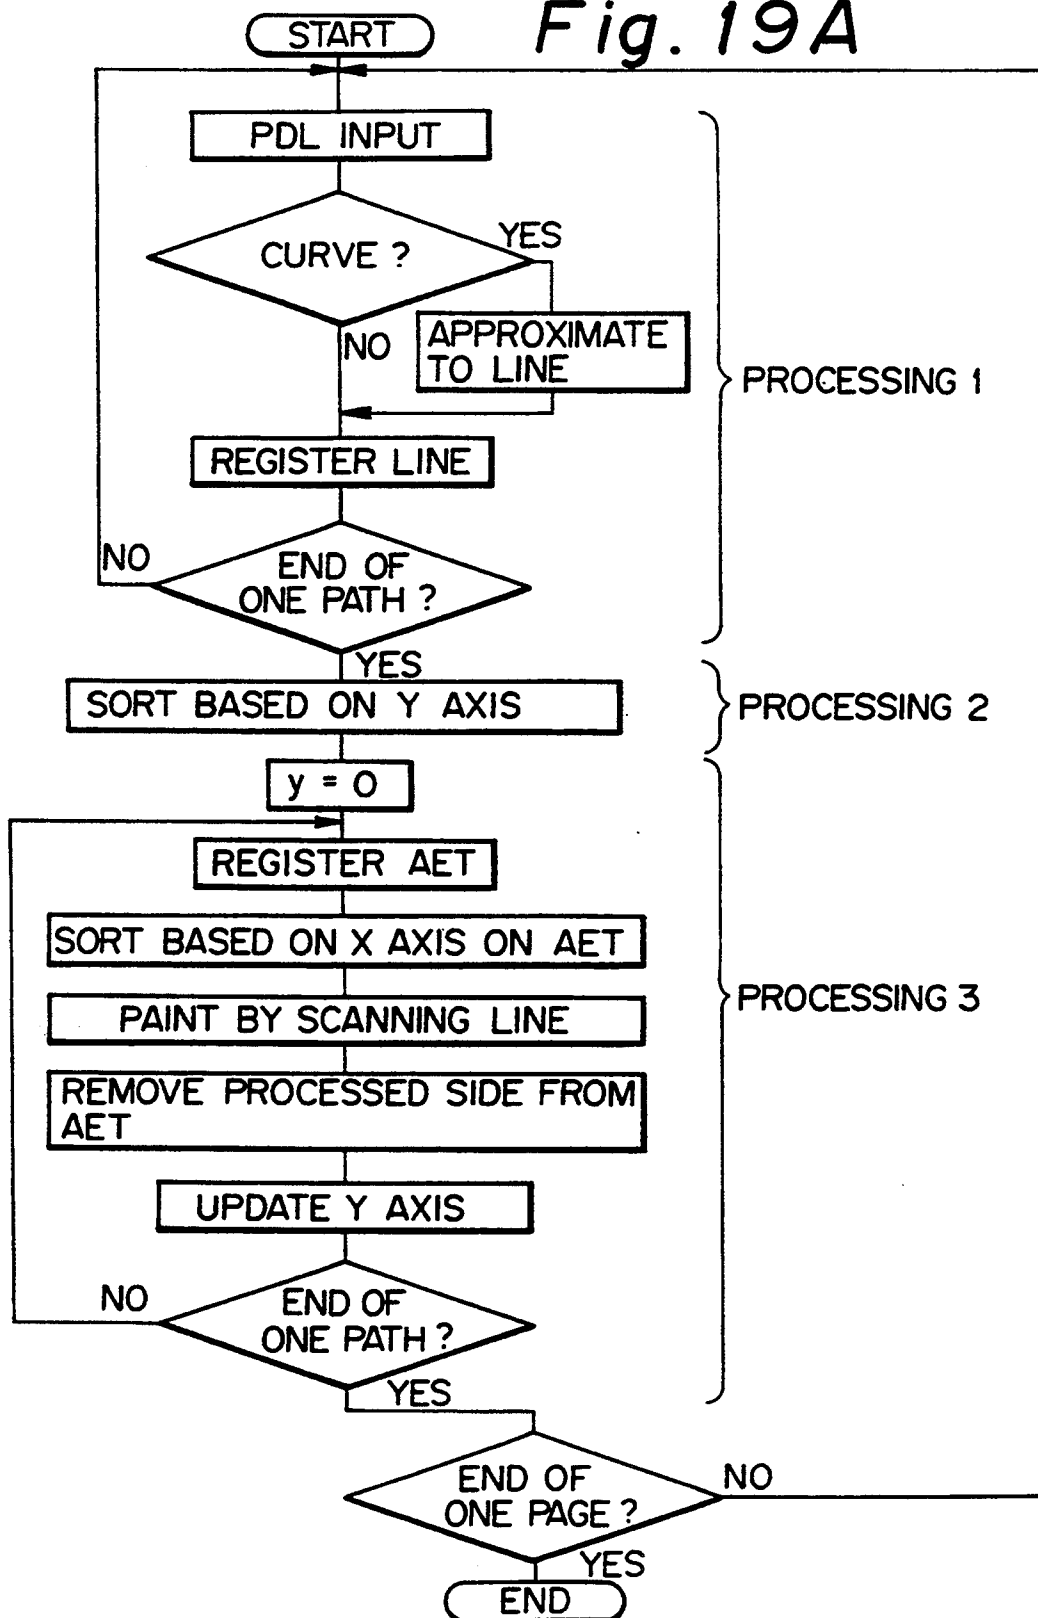 Fig. 19A
START
PDL INPUT
CURVE ?
YES
NO
APPROXIMATE
TO LINE
PROCESSING 1
REGISTER LINE
NO
END OF
ONE PATH ?
YES
SORT BASED ON Y AXIS
PROCESSING 2
y = 0
REGISTER AET
SORT BASED ON X AXIS ON AET
PROCESSING 3
PAINT BY SCANNING LINE
REMOVE PROCESSED SIDE FROM
AET
UPDATE Y AXIS
NO
END OF
ONE PATH ?
YES
END OF
ONE PAGE ?
NO
YES
END